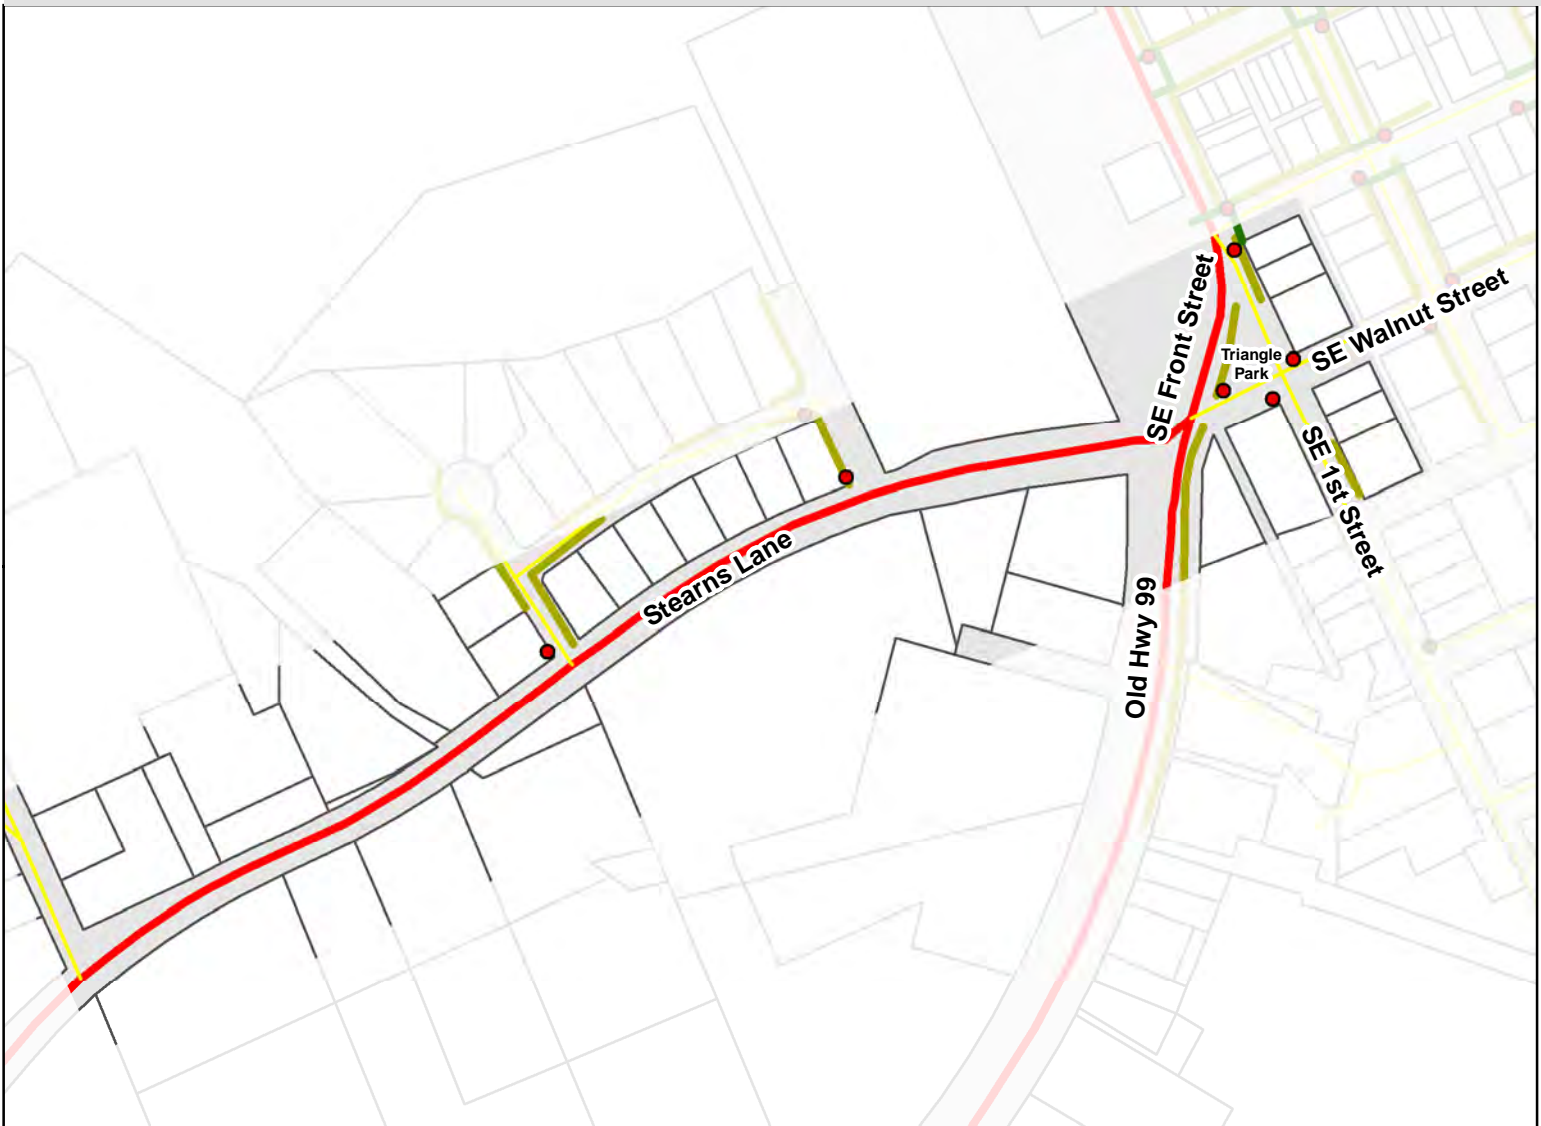 SE Front Street
SE Walnut Street
Triangle
Park
SE 1st Street
Stearns Lane
Old Hwy 99